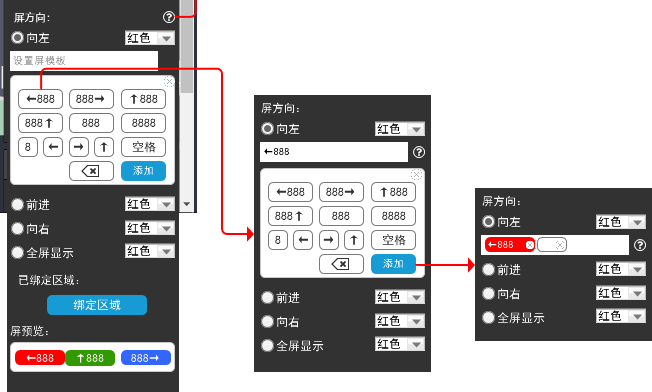 屏方向： ?
向左 红色
设置屏模板
←888 888→ ↑888
888↑ 888 8888
8 ← → ↑ 空格
添加
前进 红色
向右 红色
全屏显示 红色
已绑定区域：
绑定区域
屏预览：
←888 ↑888 888→
屏方向：
向左 红色
←888 ?
←888 888→ ↑888
888↑ 888 8888
8 ← → ↑ 空格
添加
前进 红色
向右 红色
全屏显示 红色
屏方向：
向左 红色
←888 ?
前进 红色
向右 红色
全屏显示 红色